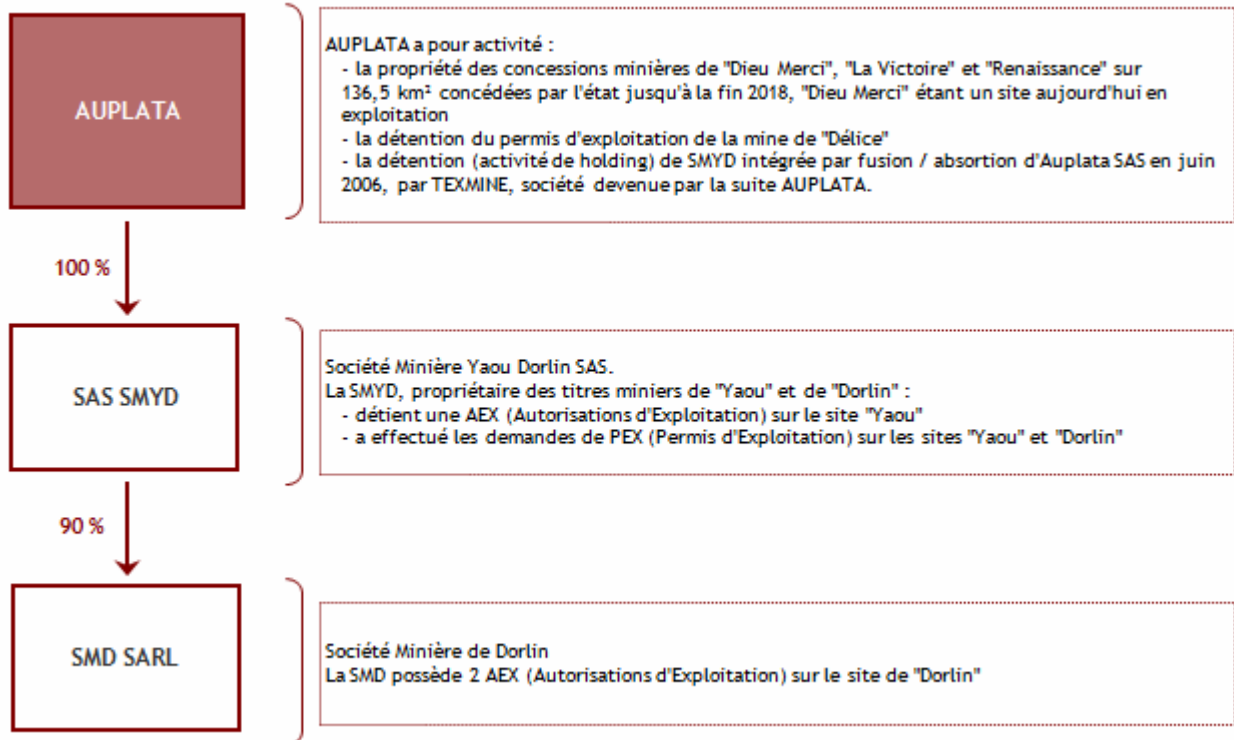 AUPLATA
AUPLATA a pour activité :
- la propriété des concessions minières de "Dieu Merci", "La Victoire" et "Renaissance" sur
136,5 km² concédées par l'état jusqu'à la fin 2018, "Dieu Merci" étant un site aujourd'hui en
exploitation
- la détention du permis d'exploitation de la mine de "Délice"
- la détention (activité de holding) de SMYD intégrée par fusion / absortion d'Auplata SAS en juin
2006, par TEXMINE, société devenue par la suite AUPLATA.
100 %
SAS SMYD
Société Minière Yaou Dorlin SAS.
La SMYD, propriétaire des titres miniers de "Yaou" et de "Dorlin" :
- détient une AEX (Autorisations d'Exploitation) sur le site "Yaou"
- a effectué les demandes de PEX (Permis d'Exploitation) sur les sites "Yaou" et "Dorlin"
90 %
SMD SARL
Société Minière de Dorlin
La SMD possède 2 AEX (Autorisations d'Exploitation) sur le site de "Dorlin"